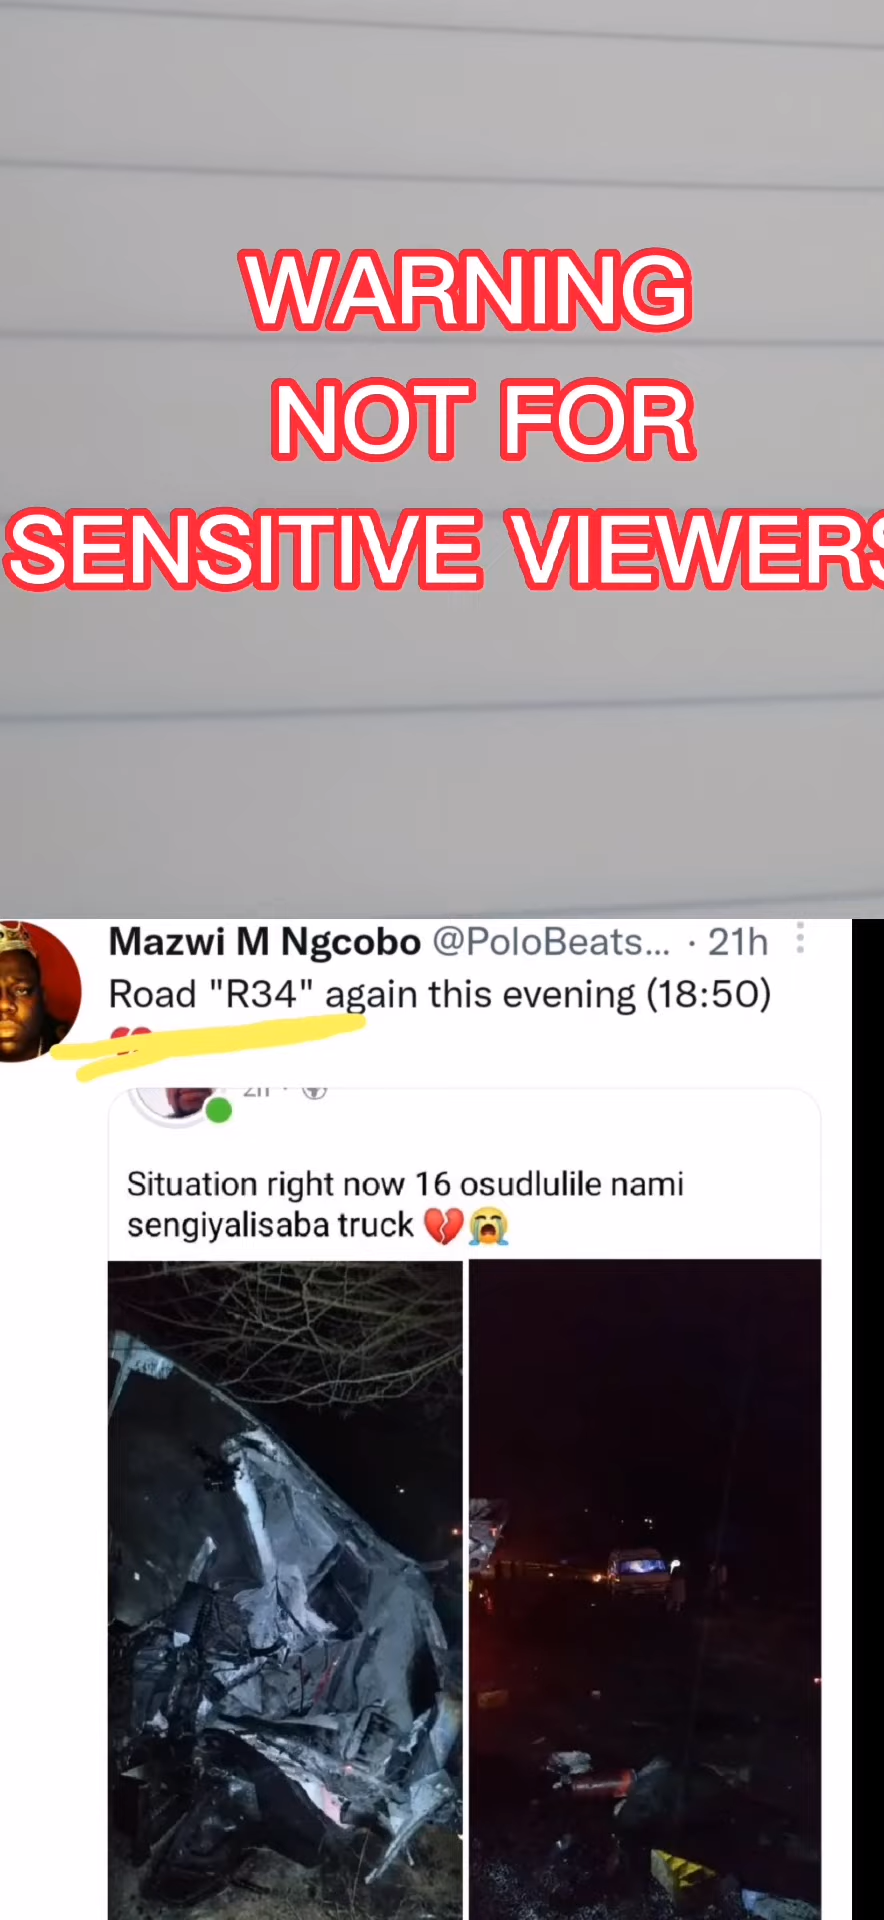 WARNING
NOT FOR
SENSITIVE VIEWERS
Mazwi M Ngcobo @PoloBeats... · 21h
Road "R34" again this evening (18:50)
2h ·
Situation right now 16 osudlulile nami
sengiyalisaba truck 💔😭